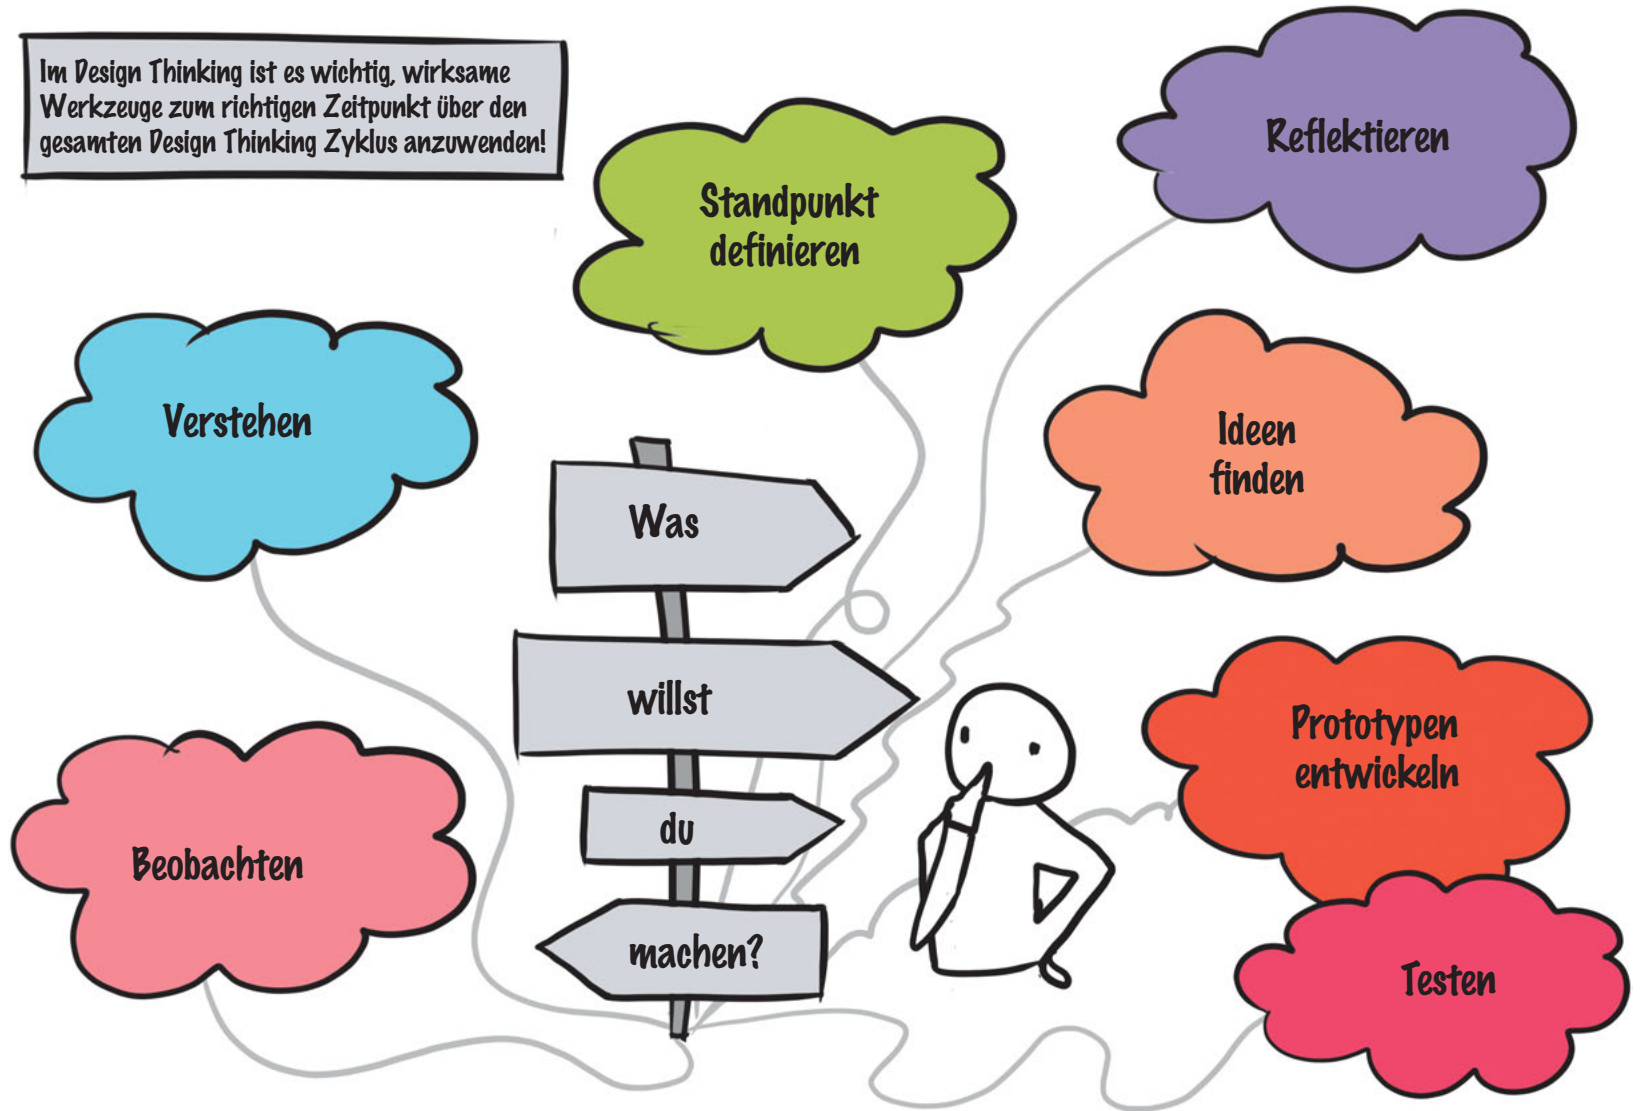 Im Design Thinking ist es wichtig, wirksame
Werkzeuge zum richtigen Zeitpunkt über den
gesamten Design Thinking Zyklus anzuwenden!
Standpunkt
definieren
Reflektieren
Verstehen
Ideen
finden
Was
willst
du
machen?
Prototypen
entwickeln
Beobachten
Testen